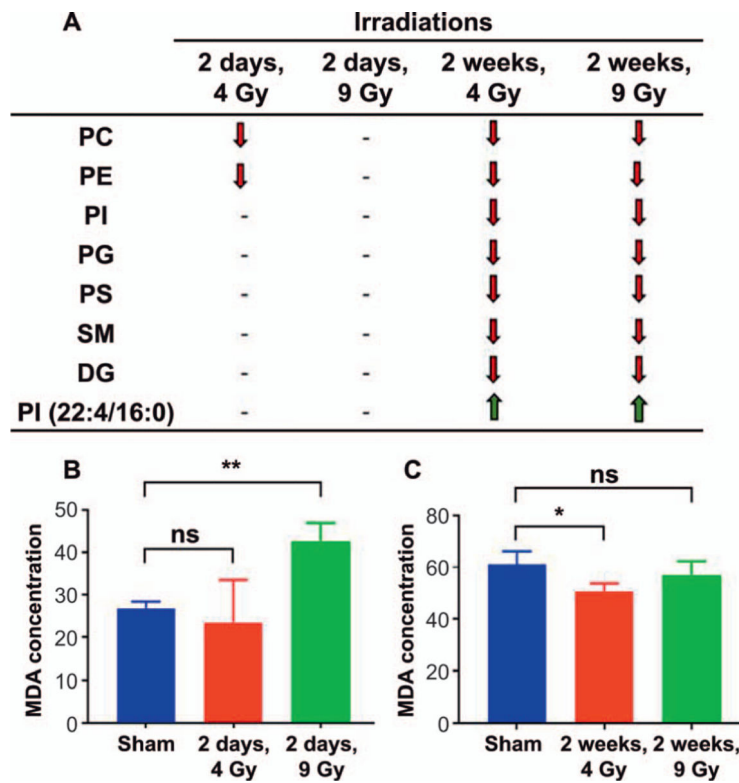 A
Irradiations
2 days, 4 Gy
2 days, 9 Gy
2 weeks, 4 Gy
2 weeks, 9 Gy
PC ↓ - ↓ ↓
PE ↓ - ↓ ↓
PI - - ↓ ↓
PG - - ↓ ↓
PS - - ↓ ↓
SM - - ↓ ↓
DG - - ↓ ↓
PI (22:4/16:0) - - ↑ ↑
B
**
ns
MDA concentration
50
40
30
20
10
0
Sham
2 days, 4 Gy
2 days, 9 Gy
C
ns
*
MDA concentration
80
60
40
20
0
Sham
2 weeks, 4 Gy
2 weeks, 9 Gy